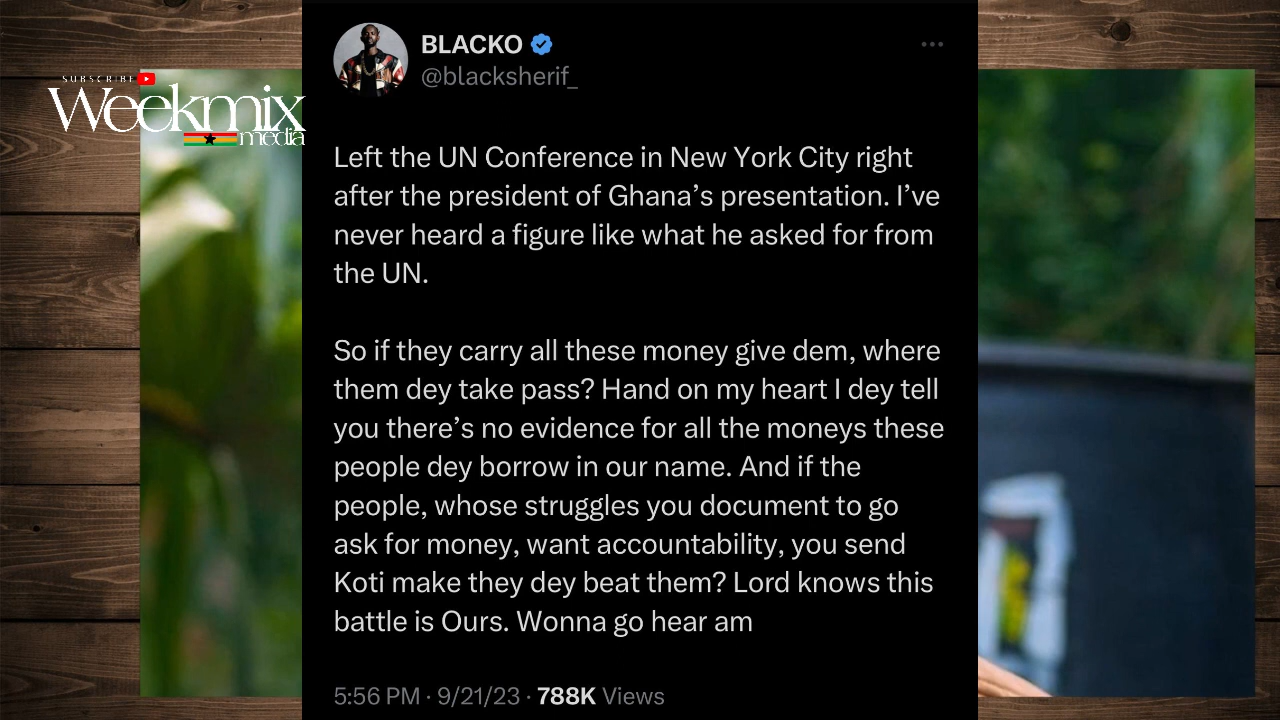 SUBSCRIBE
Weekmix
media
BLACKO
@blacksherif_
Left the UN Conference in New York City right
after the president of Ghana’s presentation. I’ve
never heard a figure like what he asked for from
the UN.
So if they carry all these money give dem, where
them dey take pass? Hand on my heart I dey tell
you there’s no evidence for all the moneys these
people dey borrow in our name. And if the
people, whose struggles you document to go
ask for money, want accountability, you send
Koti make they dey beat them? Lord knows this
battle is Ours. Wonna go hear am
5:56 PM · 9/21/23 · 788K Views